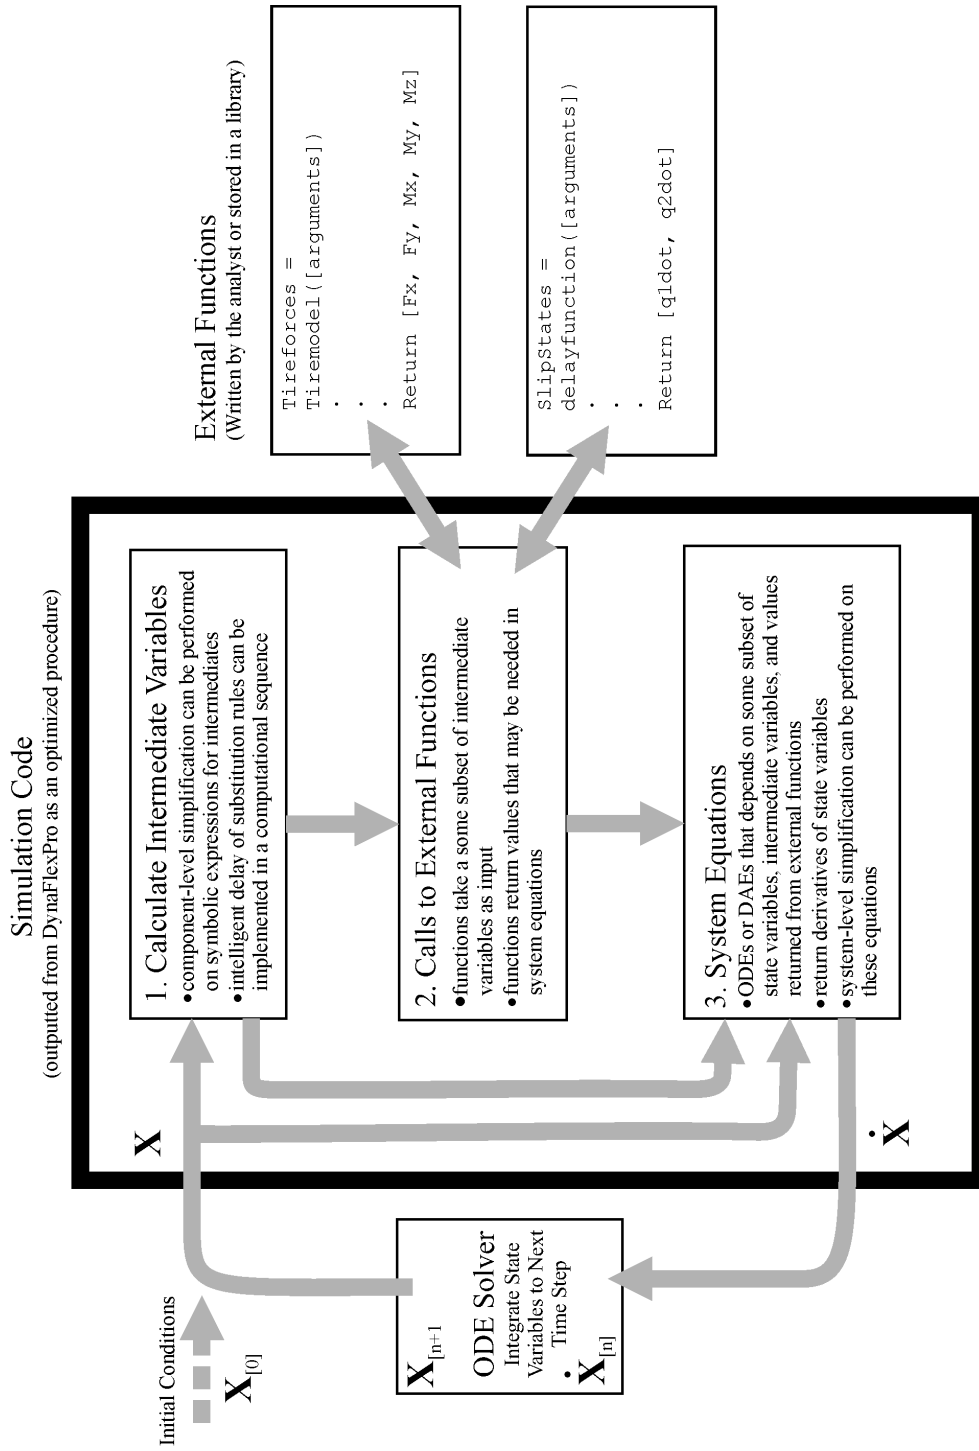 Simulation Code
(outputted from DynaFlexPro as an optimized procedure)
External Functions
(Written by the analyst or stored in a library)
Initial Conditions
X[0]
X
1. Calculate Intermediate Variables
•component-level simplification can be performed
on symbolic expressions for intermediates
•intelligent delay of substitution rules can be
implemented in a computational sequence
Tireforces =
Tiremodel([arguments])
.
.
.
Return [Fx, Fy, Mx, My, Mz]
X[n+1]
ODE Solver
Integrate State
Variables to Next
Time Step
Ẋ[n]
2. Calls to External Functions
•functions take a some subset of intermediate
variables as input
•functions return values that may be needed in
system equations
SlipStates =
delayfunction([arguments])
.
.
.
Return [q1dot, q2dot]
3. System Equations
•ODEs or DAEs that depends on some subset of
state variables, intermediate variables, and values
returned from external functions
•return derivatives of state variables
•system-level simplification can be performed on
these equations
Ẋ